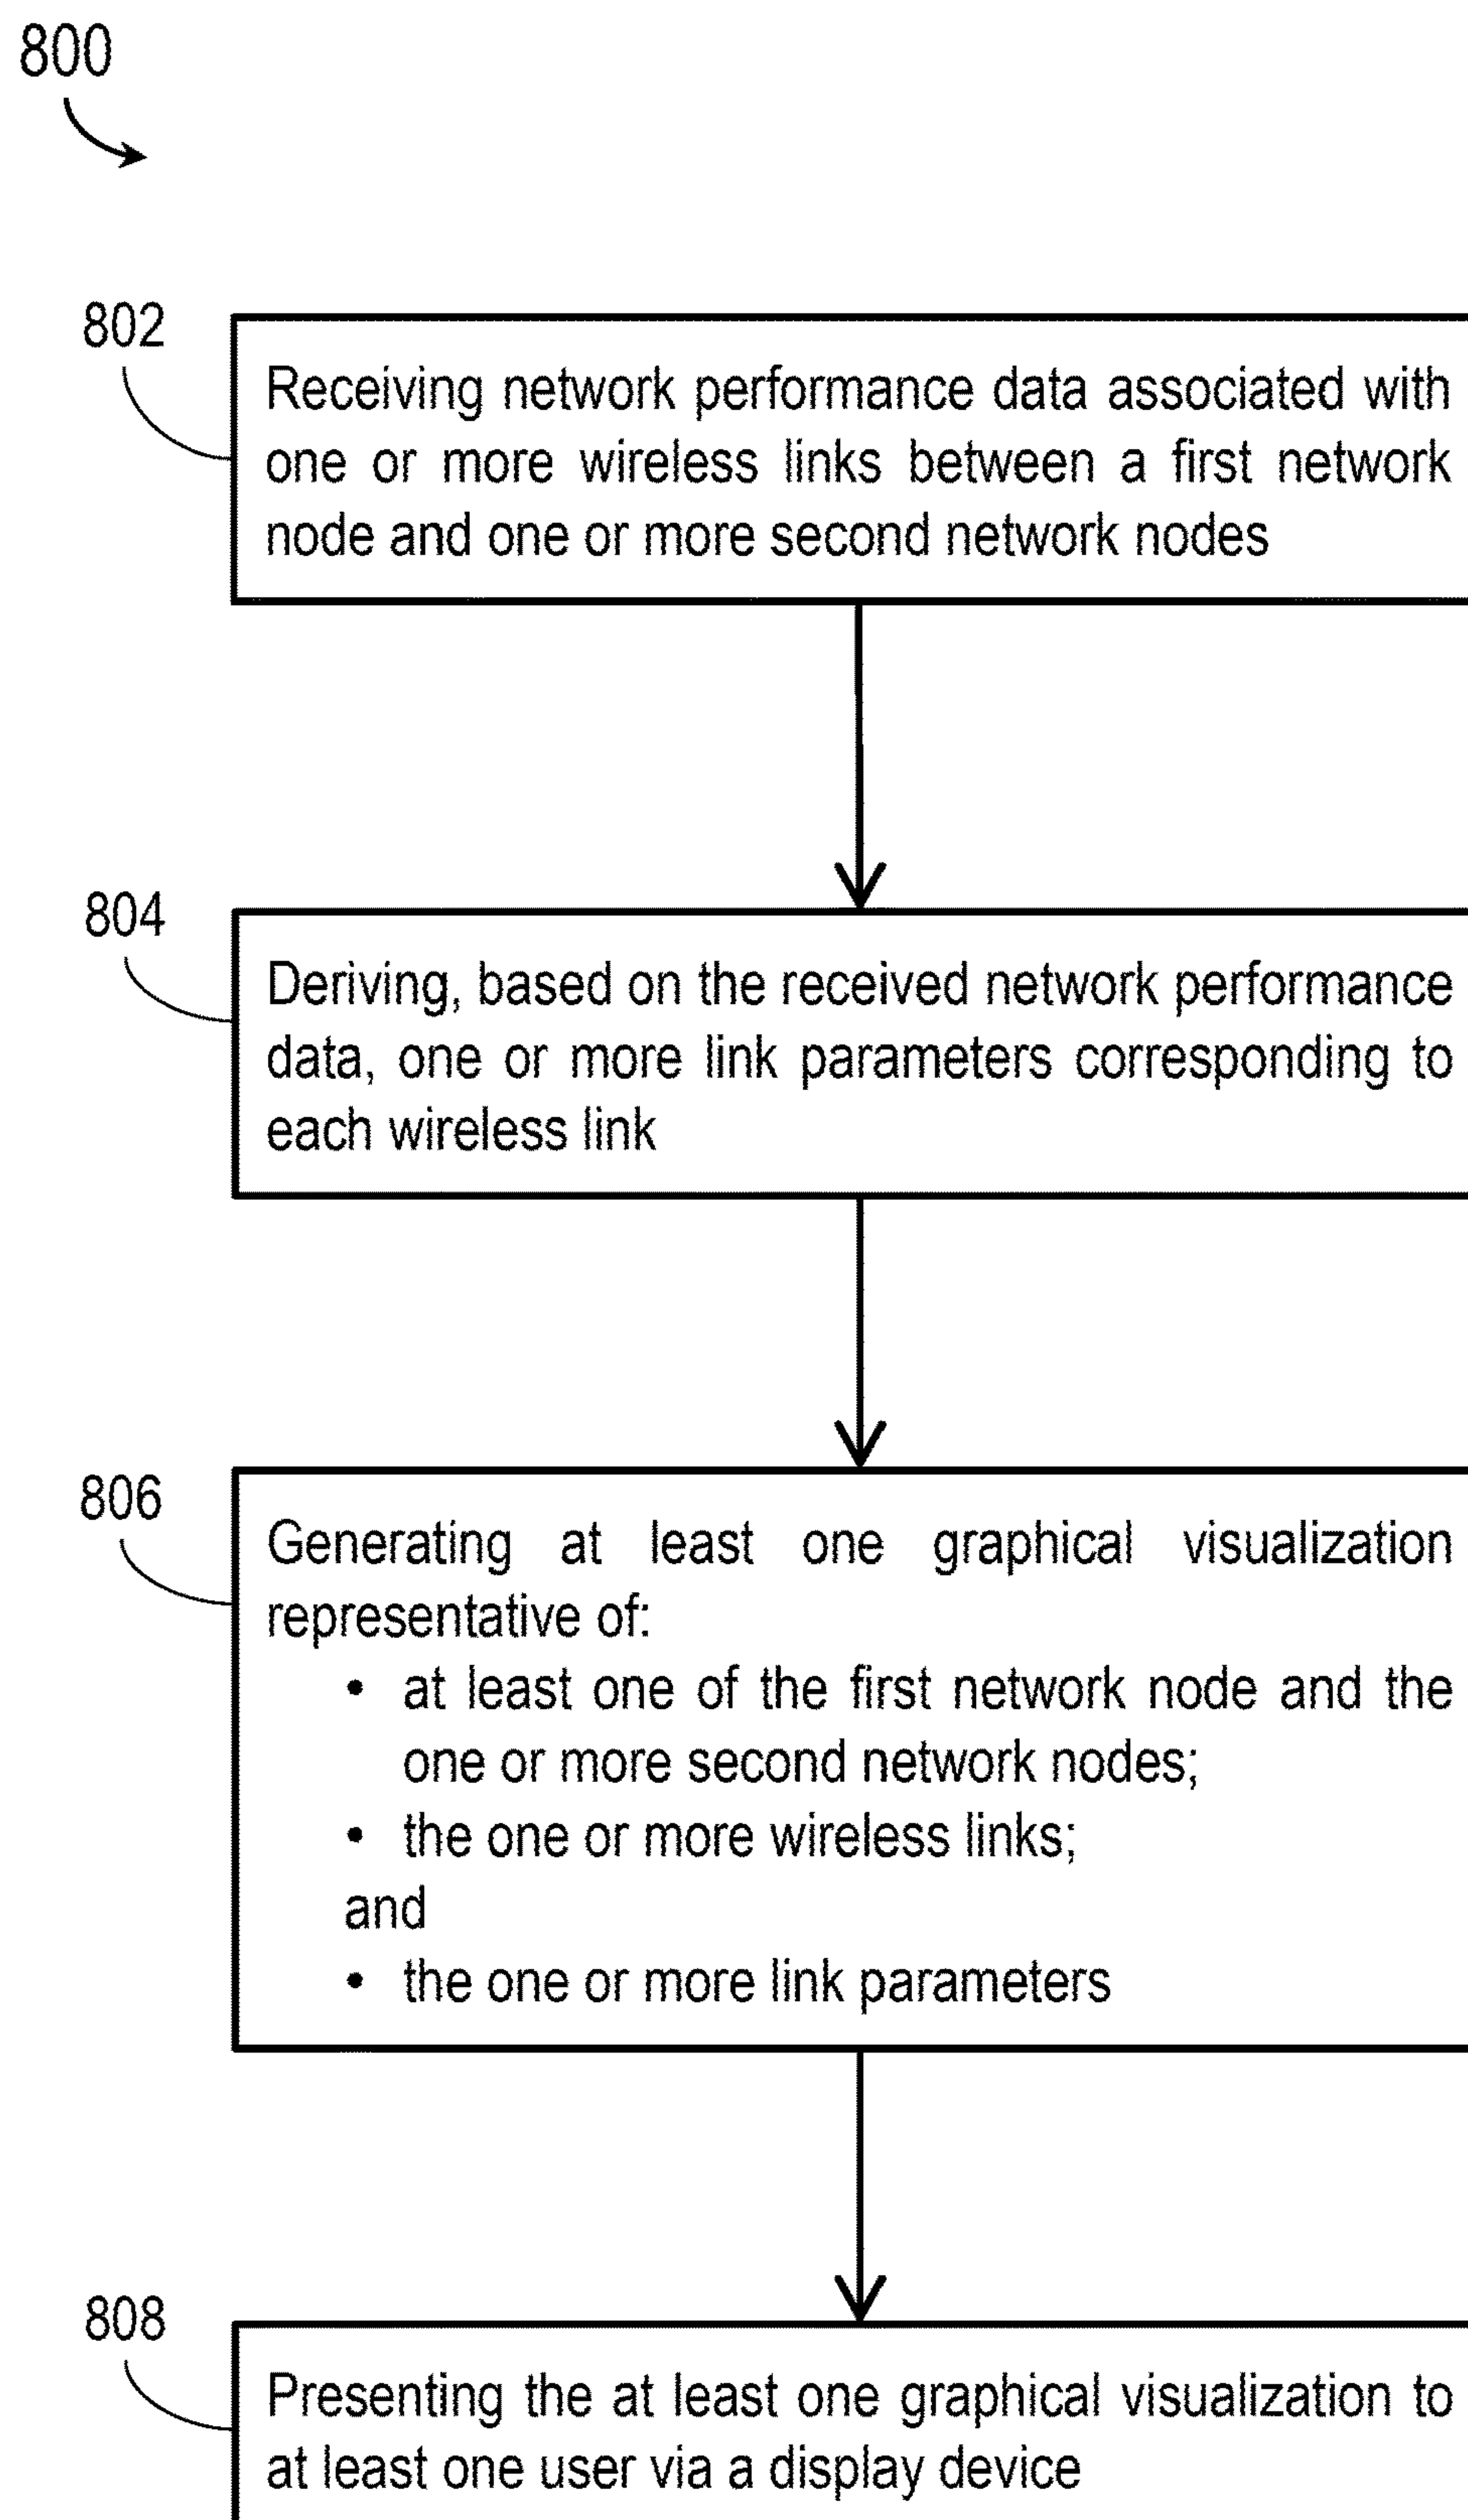 800
802
Receiving network performance data associated with
one or more wireless links between a first network
node and one or more second network nodes
804
Deriving, based on the received network performance
data, one or more link parameters corresponding to
each wireless link
806
Generating at least one graphical visualization
representative of:
• at least one of the first network node and the
one or more second network nodes;
• the one or more wireless links;
and
• the one or more link parameters
808
Presenting the at least one graphical visualization to
at least one user via a display device